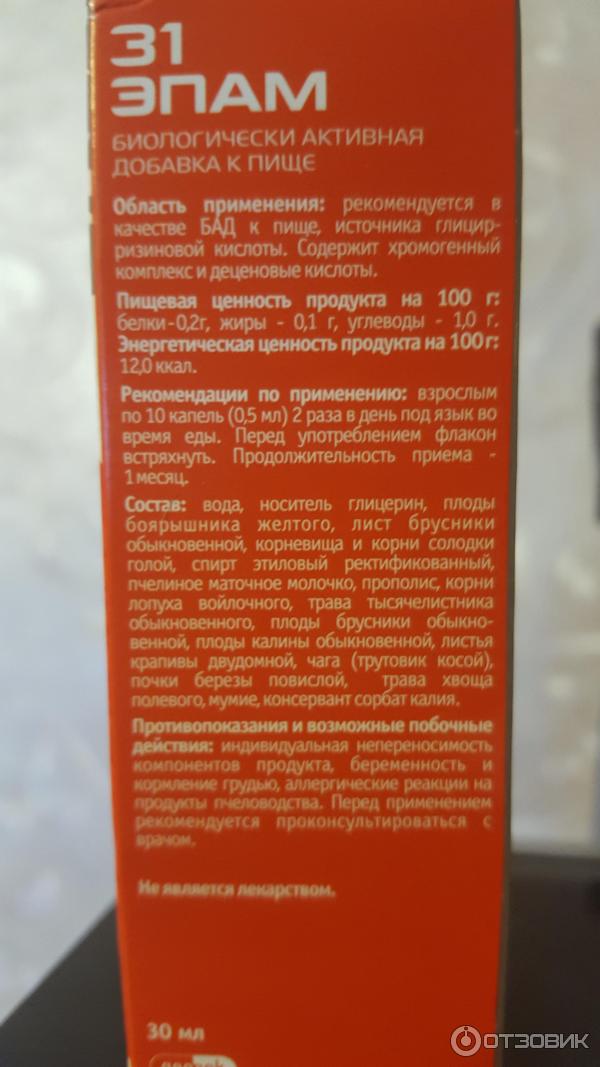 31
ЭПАМ
БИОЛОГИЧЕСКИ АКТИВНАЯ
ДОБАВКА К ПИЩЕ
Область применения: рекомендуется в
качестве БАД к пище, источника глицир-
ризиновой кислоты. Содержит хромогенный
комплекс и деценовые кислоты.
Пищевая ценность продукта на 100 г:
белки-0,2г, жиры - 0,1 г, углеводы - 1,0 г.
Энергетическая ценность продукта на 100г:
12,0 ккал.
Рекомендации по применению: взрослым
по 10 капель (0,5 мл) 2 раза в день под язык во
время еды. Перед употреблением флакон
встряхнуть. Продолжительность приема -
1 месяц.
Состав: вода, носитель глицерин, плоды
боярышника желтого, лист брусники
обыкновенной, корневища и корни солодки
голой, спирт этиловый ректификованный,
пчелиное маточное молочко, прополис, корни
лопуха войлочного, трава тысячелистника
обыкновенного, плоды брусники обыкно-
венной, плоды калины обыкновенной, листья
крапивы двудомной, чага (трутовик косой),
почки березы повислой, трава хвоща
полевого, мумие, консервант сорбат калия.
Противопоказания и возможные побочные
действия: индивидуальная непереносимость
компонентов продукта, беременность и
кормление грудью, аллергические реакции на
продукты пчеловодства. Перед применением
рекомендуется проконсультироваться с
врачом.
Не является лекарством.
30 мл
ОТЗОВИК